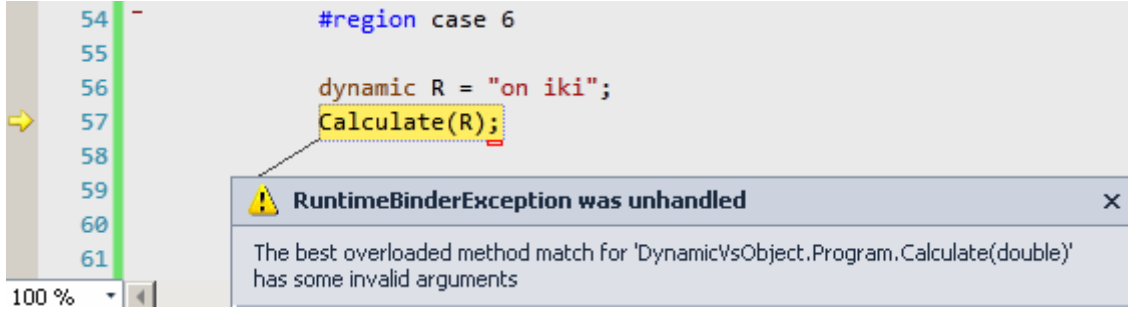 54 #region case 6
55
56 dynamic R = "on iki";
57 Calculate(R);
58
59
RuntimeBinderException was unhandled
60
The best overloaded method match for 'DynamicVsObject.Program.Calculate(double)'
61
has some invalid arguments
100 %